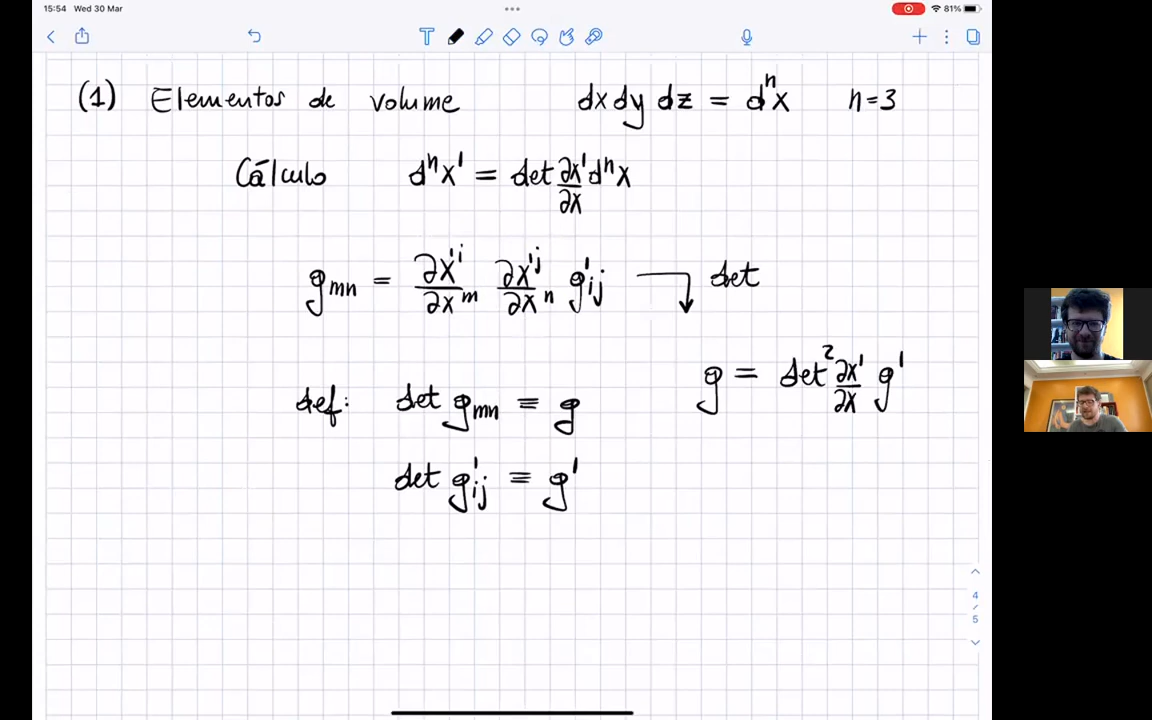 15:54 Wed 30 Mar
81%
(1) Elementos de volume dx dy dz = dⁿx n=3
Cálculo dⁿx' = det ∂x'/∂x dⁿx
g_mn = ∂x'^i/∂x^m ∂x'^j/∂x^n g'_ij det
g = det² ∂x'/∂x g'
def: det g_mn ≡ g
det g'_ij ≡ g'
4
/
5